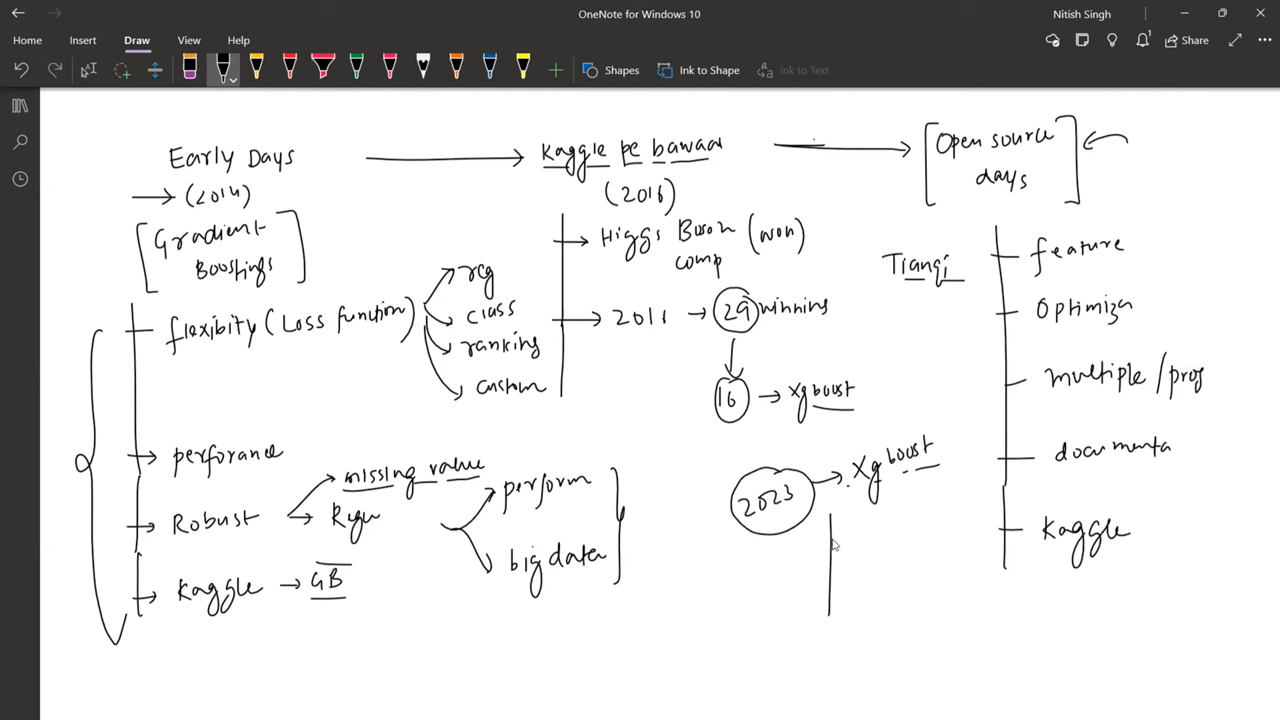 OneNote for Windows 10
Nitish Singh
Home Insert Draw View Help
Share
Shapes
Ink to Shape
Ink to Text
Early Days
(2014)
[Gradient
Boostings]
flexibity (Loss function)
reg
class
ranking
custom
perforance
Robust
missing value
Regu
Kaggle → GB
perform
big data
Kaggle pe bawaal
(2016)
Higgs Boson (won)
comp
2016 → 29 winnins
16 → Xgboost
2023 → Xgboost
[Open source
days]
Tianqi
feature
Optimiza
multiple/prog
documenta
Kaggle